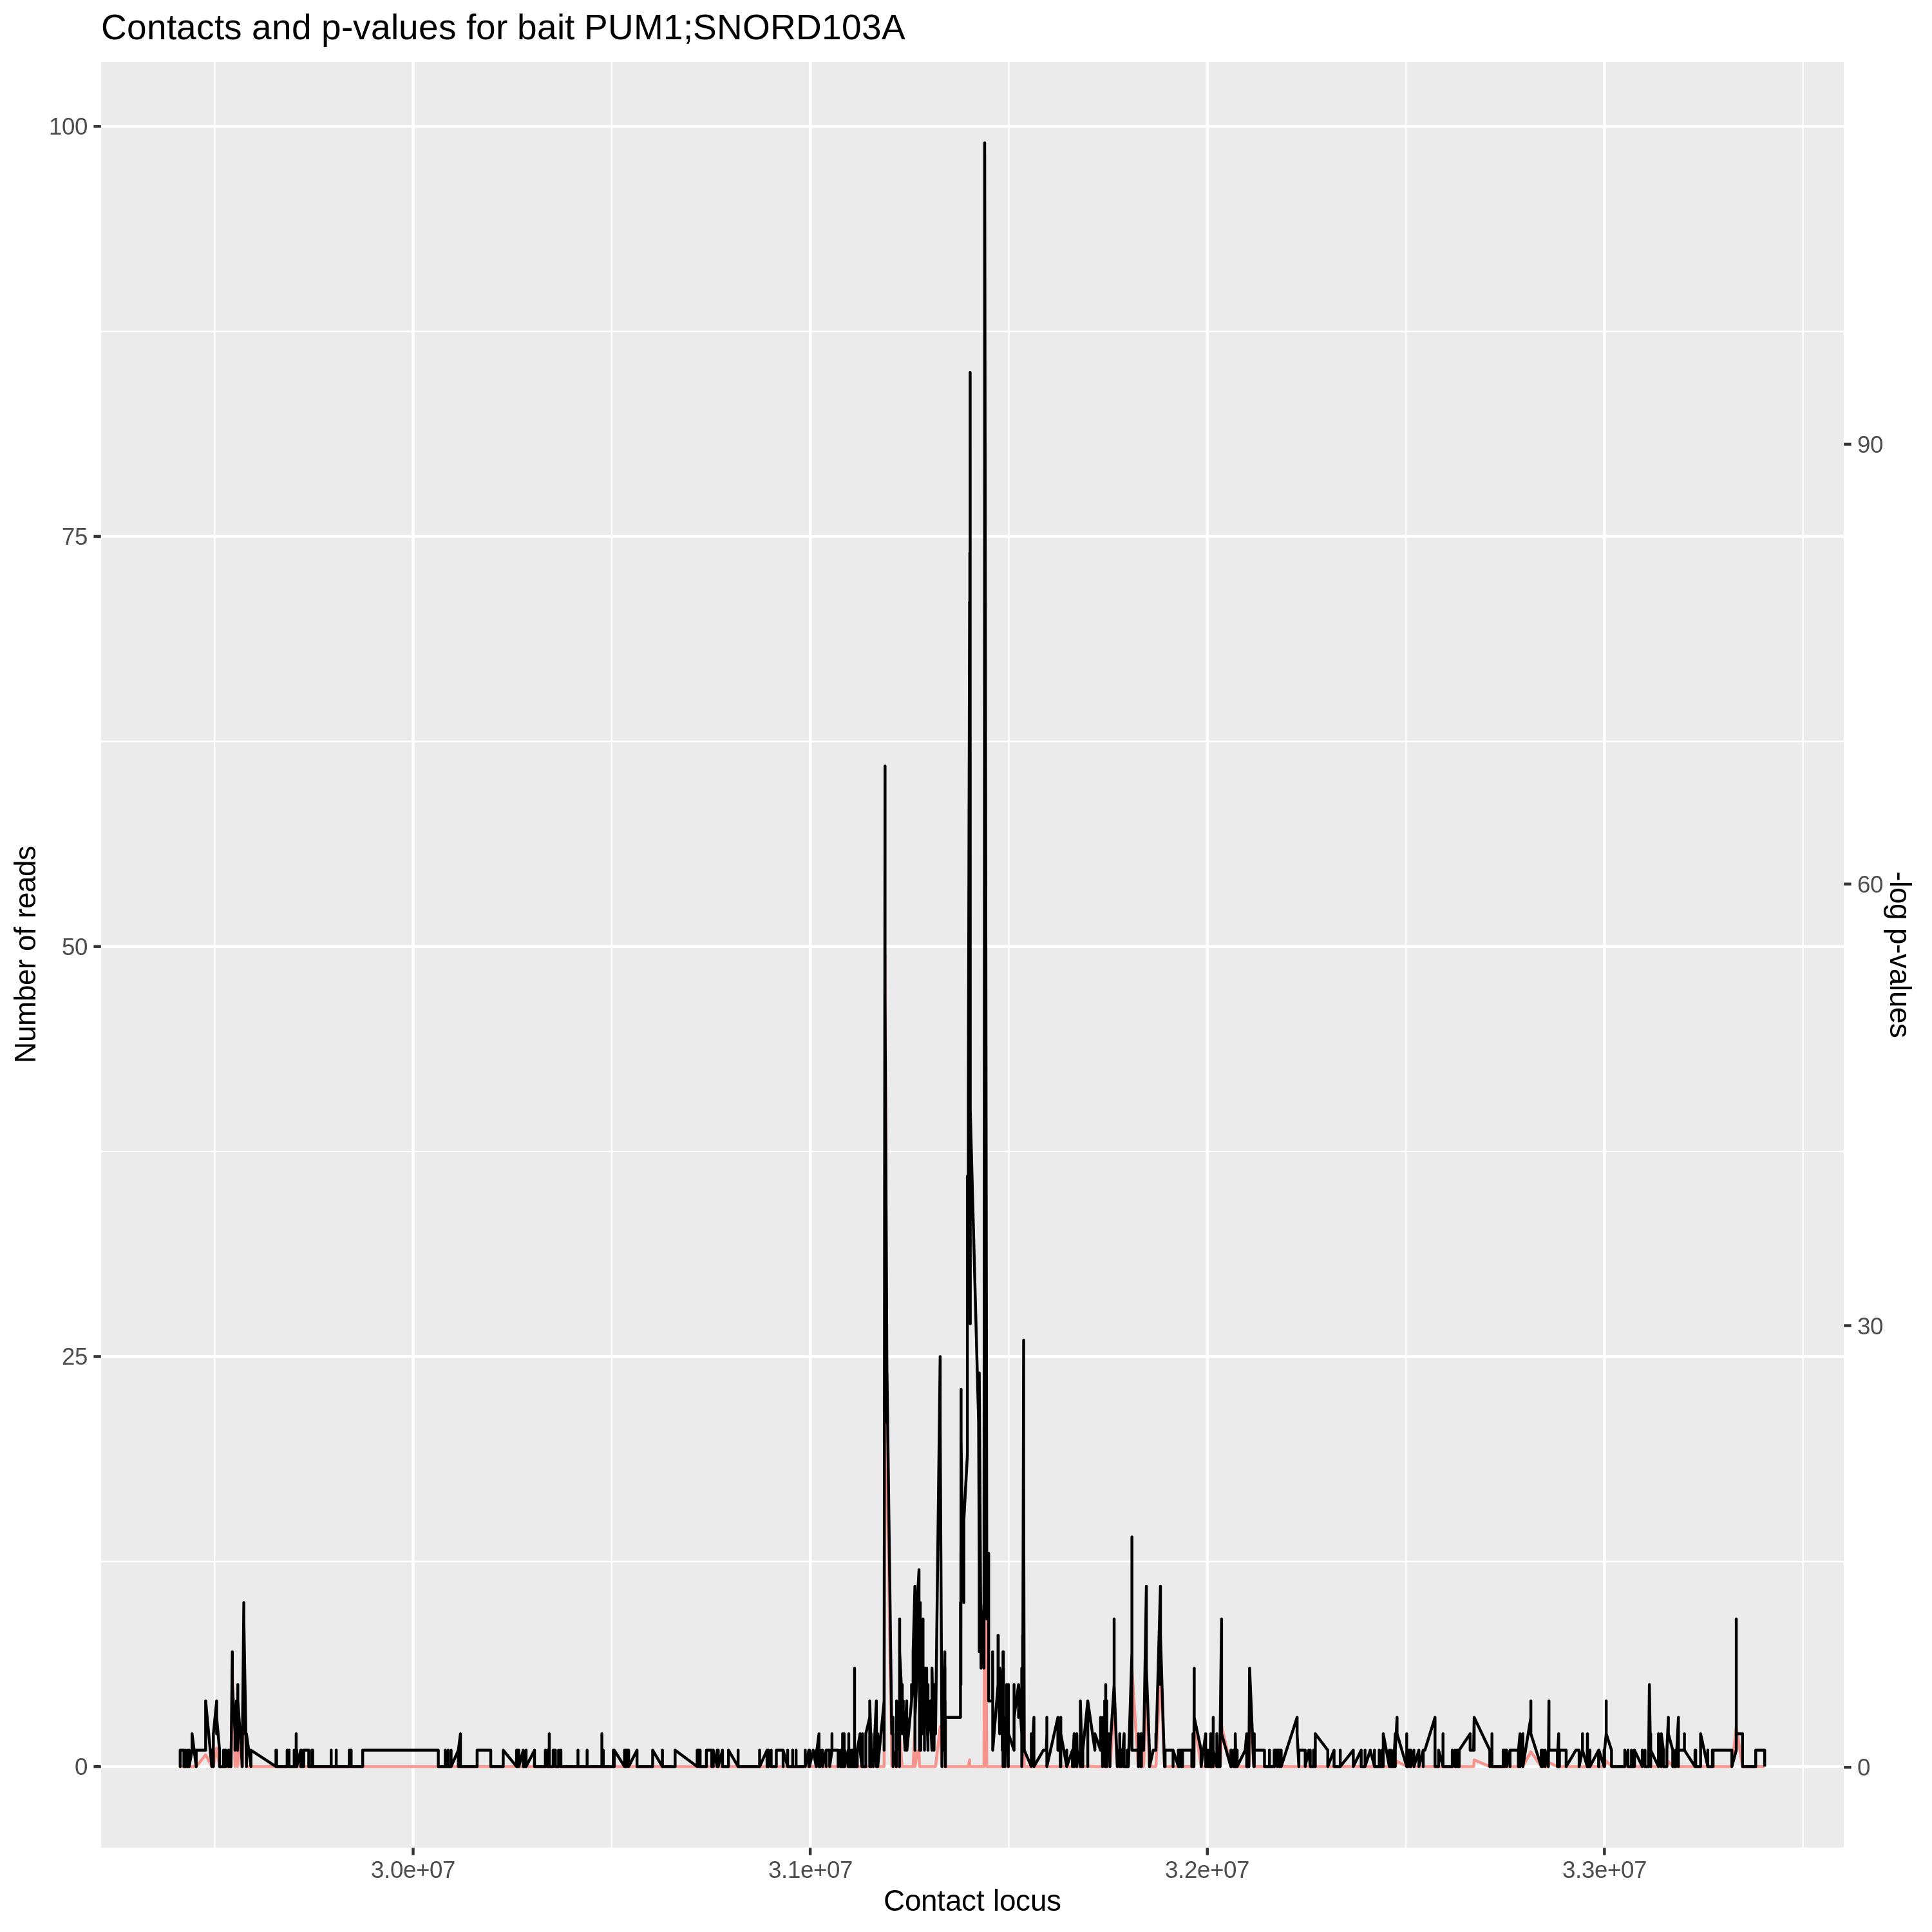 Contacts and p-values for bait PUM1;SNORD103A
100
75
50
25
0
Number of reads
90
60
30
0
-log p-values
3.0e+07
3.1e+07
3.2e+07
3.3e+07
Contact locus